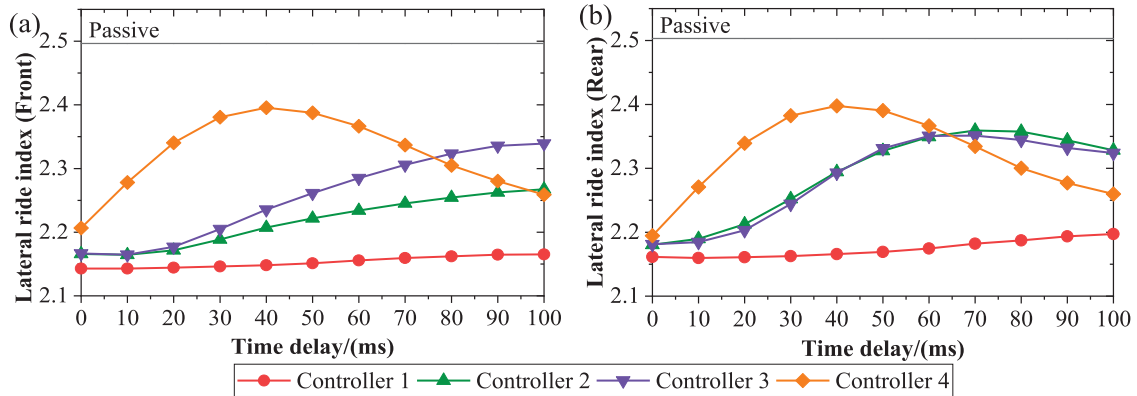 (a)
Passive
2.5
2.4
2.3
2.2
2.1
Lateral ride index (Front)
0 10 20 30 40 50 60 70 80 90 100
Time delay/(ms)
(b)
Passive
2.5
2.4
2.3
2.2
2.1
Lateral ride index (Rear)
0 10 20 30 40 50 60 70 80 90 100
Time delay/(ms)
Controller 1 Controller 2 Controller 3 Controller 4